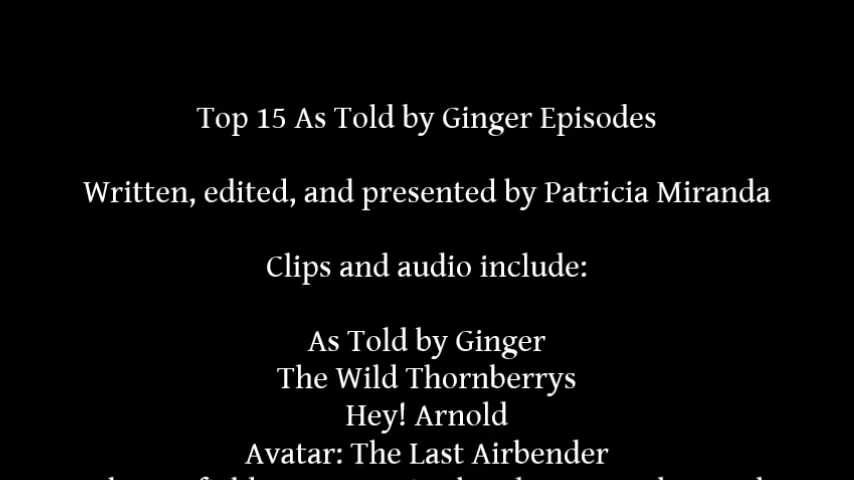 Top 15 As Told by Ginger Episodes
Written, edited, and presented by Patricia Miranda
Clips and audio include:
As Told by Ginger
The Wild Thornberrys
Hey! Arnold
Avatar: The Last Airbender